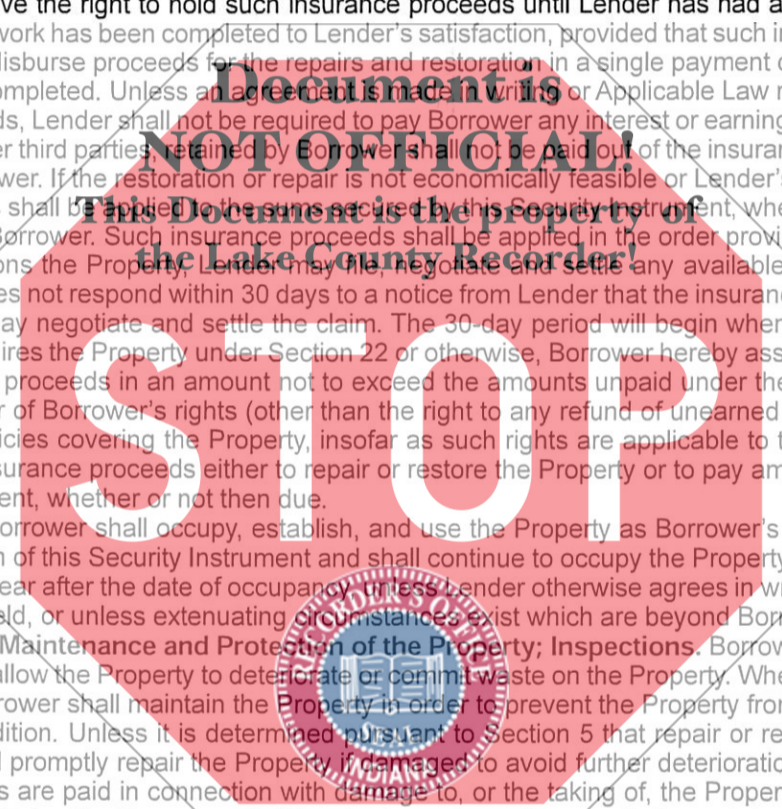 ve the right to hold such insurance proceeds until Lender has had a
work has been completed to Lender's satisfaction, provided that such i
disburse proceeds for the repairs and restoration in a single payment
ompleted. Unless an agreement is made in writing or Applicable Law
ds, Lender shall not be required to pay Borrower any interest or earning
er third parties, retained by Borrower shall not be paid out of the insuran
wer. If the restoration or repair is not economically feasible or Lender's
shall be applied to the sums secured by this Security Instrument, whe
Borrower. Such insurance proceeds shall be applied in the order provi
ons the Property, Lender may file, negotiate and settle any available
es not respond within 30 days to a notice from Lender that the insuran
ay negotiate and settle the claim. The 30-day period will begin when
ires the Property under Section 22 or otherwise, Borrower hereby ass
proceeds in an amount not to exceed the amounts unpaid under the
r of Borrower's rights (other than the right to any refund of unearned
icies covering the Property, insofar as such rights are applicable to t
surance proceeds either to repair or restore the Property or to pay am
ent, whether or not then due.
orrower shall occupy, establish, and use the Property as Borrower's
n of this Security Instrument and shall continue to occupy the Property
ear after the date of occupancy, unless Lender otherwise agrees in w
eld, or unless extenuating circumstances exist which are beyond Borr
Maintenance and Protection of the Property; Inspections. Borrow
allow the Property to deteriorate or commit waste on the Property. Whe
rower shall maintain the Property in order to prevent the Property from
dition. Unless it is determined pursuant to Section 5 that repair or re
promptly repair the Property if damaged to avoid further deterioratio
s are paid in connection with damage to, or the taking of, the Proper
Document is
NOT OFFICIAL!
This Document is the property of
the Lake County Recorder!
STOP
RECORDER'S OFFICE
SEAL
INDIANA